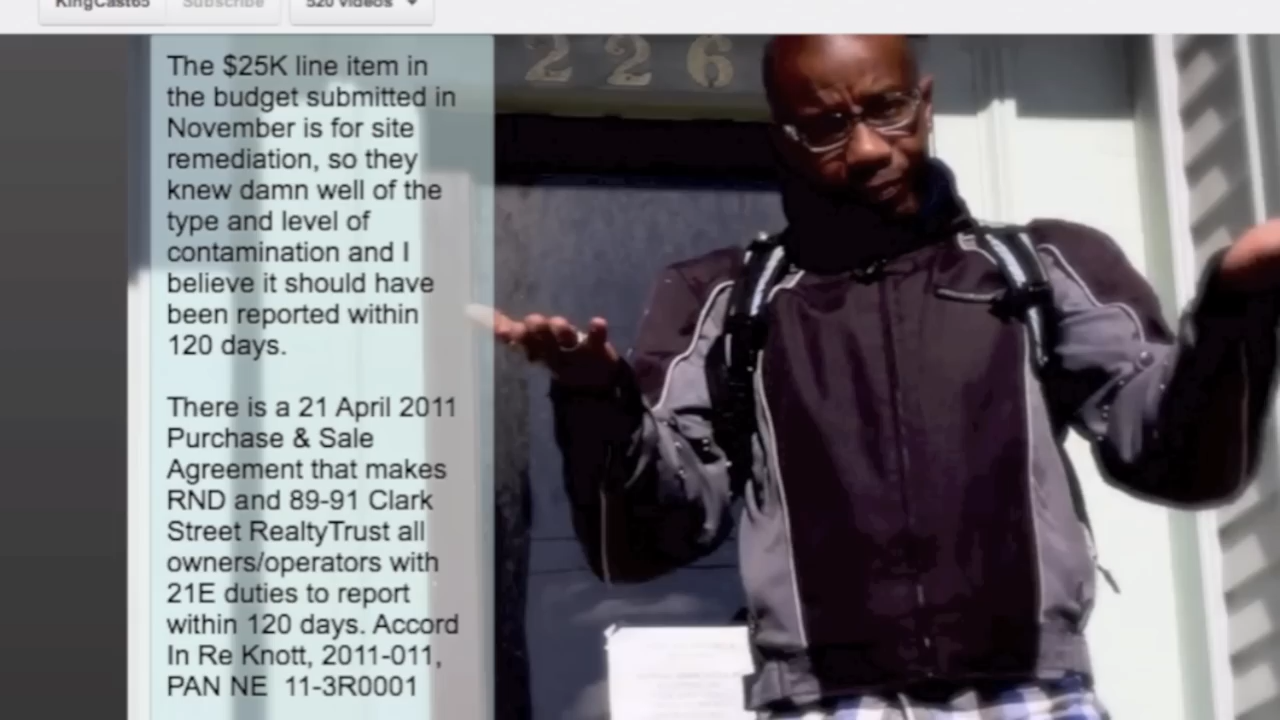 KingCast65 Subscribe 520 videos
226
The $25K line item in
the budget submitted in
November is for site
remediation, so they
knew damn well of the
type and level of
contamination and I
believe it should have
been reported within
120 days.
There is a 21 April 2011
Purchase & Sale
Agreement that makes
RND and 89-91 Clark
Street RealtyTrust all
owners/operators with
21E duties to report
within 120 days. Accord
In Re Knott, 2011-011,
PAN NE 11-3R0001